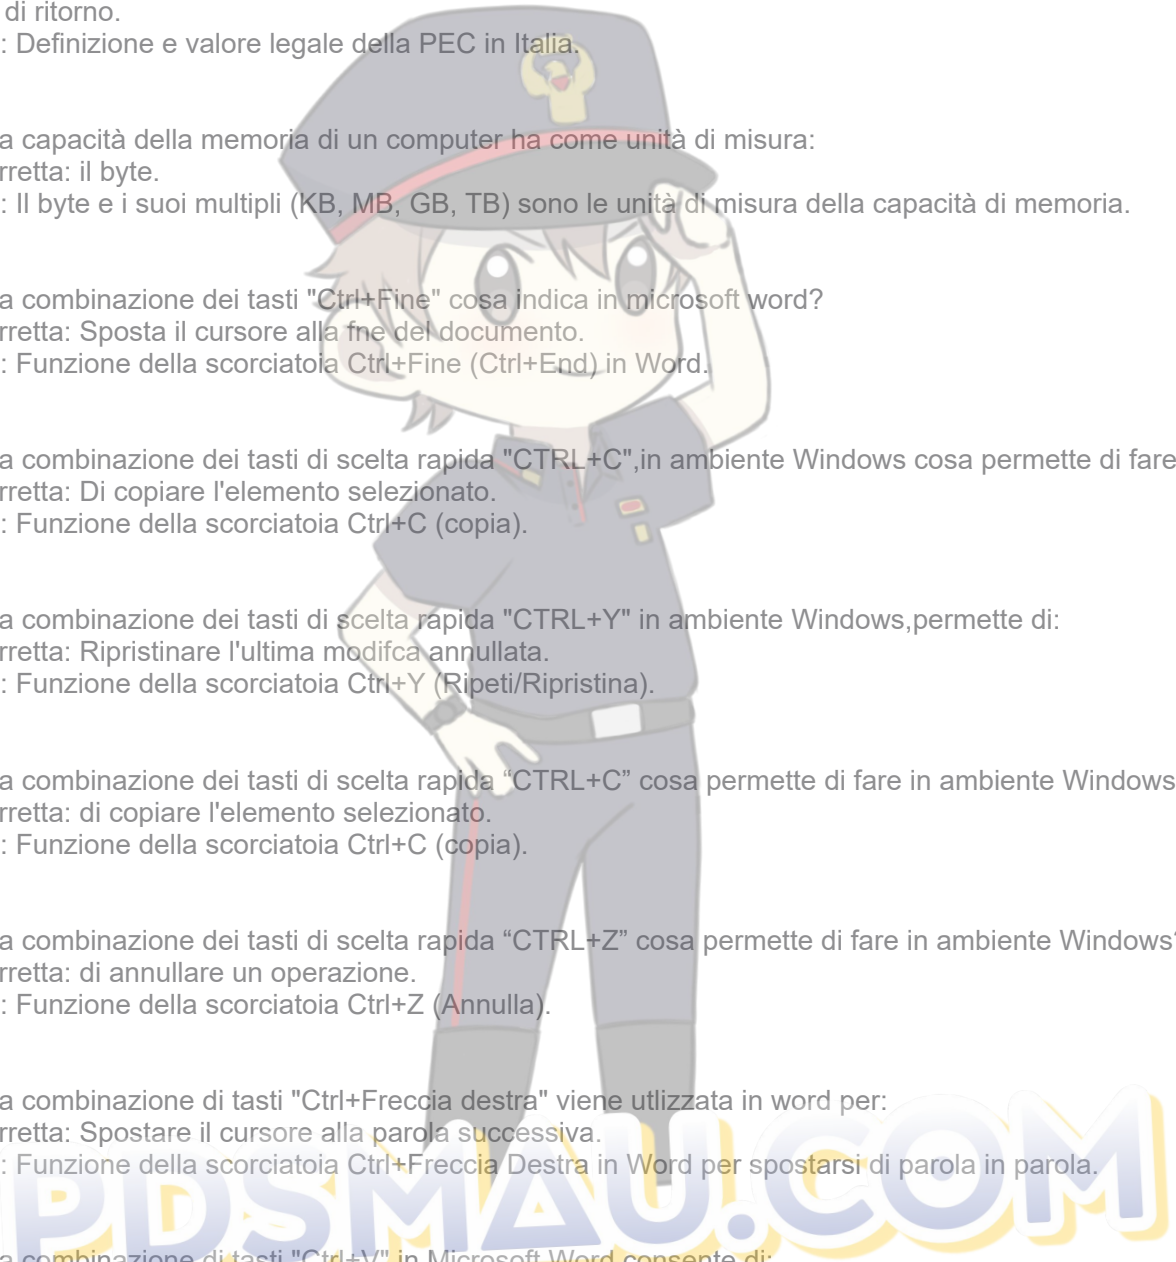 di ritorno.
: Definizione e valore legale della PEC in Italia.
a capacità della memoria di un computer ha come unità di misura:
rretta: il byte.
: Il byte e i suoi multipli (KB, MB, GB, TB) sono le unità di misura della capacità di memoria.
a combinazione dei tasti "Ctrl+Fine" cosa indica in microsoft word?
rretta: Sposta il cursore alla fne del documento.
: Funzione della scorciatoia Ctrl+Fine (Ctrl+End) in Word.
a combinazione dei tasti di scelta rapida "CTRL+C",in ambiente Windows cosa permette di fare
rretta: Di copiare l'elemento selezionato.
: Funzione della scorciatoia Ctrl+C (copia).
a combinazione dei tasti di scelta rapida "CTRL+Y" in ambiente Windows,permette di:
rretta: Ripristinare l'ultima modifca annullata.
: Funzione della scorciatoia Ctrl+Y (Ripeti/Ripristina).
a combinazione dei tasti di scelta rapida “CTRL+C” cosa permette di fare in ambiente Windows
rretta: di copiare l'elemento selezionato.
: Funzione della scorciatoia Ctrl+C (copia).
a combinazione dei tasti di scelta rapida “CTRL+Z” cosa permette di fare in ambiente Windows?
rretta: di annullare un operazione.
: Funzione della scorciatoia Ctrl+Z (Annulla).
a combinazione di tasti "Ctrl+Freccia destra" viene utlizzata in word per:
rretta: Spostare il cursore alla parola successiva.
: Funzione della scorciatoia Ctrl+Freccia Destra in Word per spostarsi di parola in parola.
PDSMAU.COM
a combinazione di tasti "Ctrl+V" in Microsoft Word consente di: